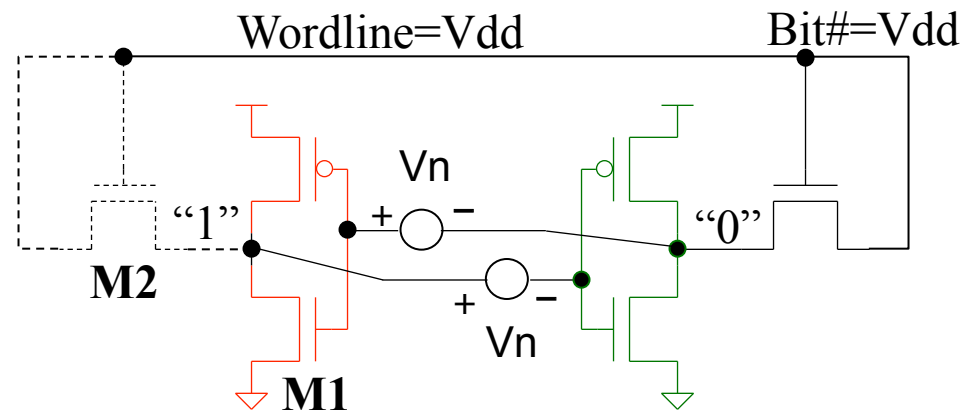 Wordline=Vdd Bit#=Vdd
Vn
+ −
“1” “0”
M2
+ −
Vn
M1